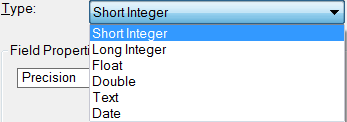 Type: Short Integer
Short Integer
Long Integer
Field Properti Float
Double
Precision Text
Date